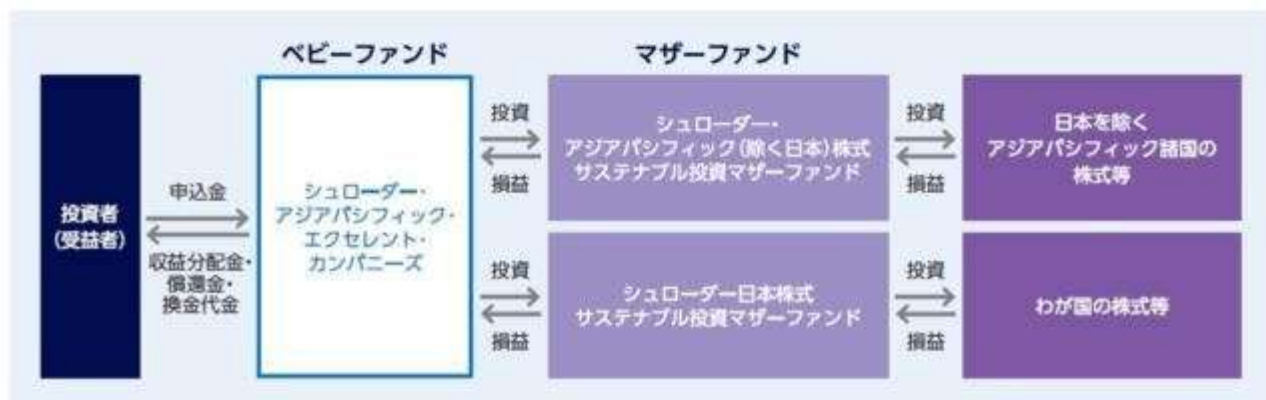 ベビーファンド
マザーファンド
投資者
(受益者)
申込金
収益分配金・
償還金・
換金代金
シュローダー・
アジアパシフィック・
エクセレント・
カンパニーズ
投資
損益
シュローダー・
アジアパシフィック(除く日本)株式
サステナブル投資マザーファンド
投資
損益
日本を除く
アジアパシフィック諸国の
株式等
投資
損益
シュローダー日本株式
サステナブル投資マザーファンド
投資
損益
わが国の株式等